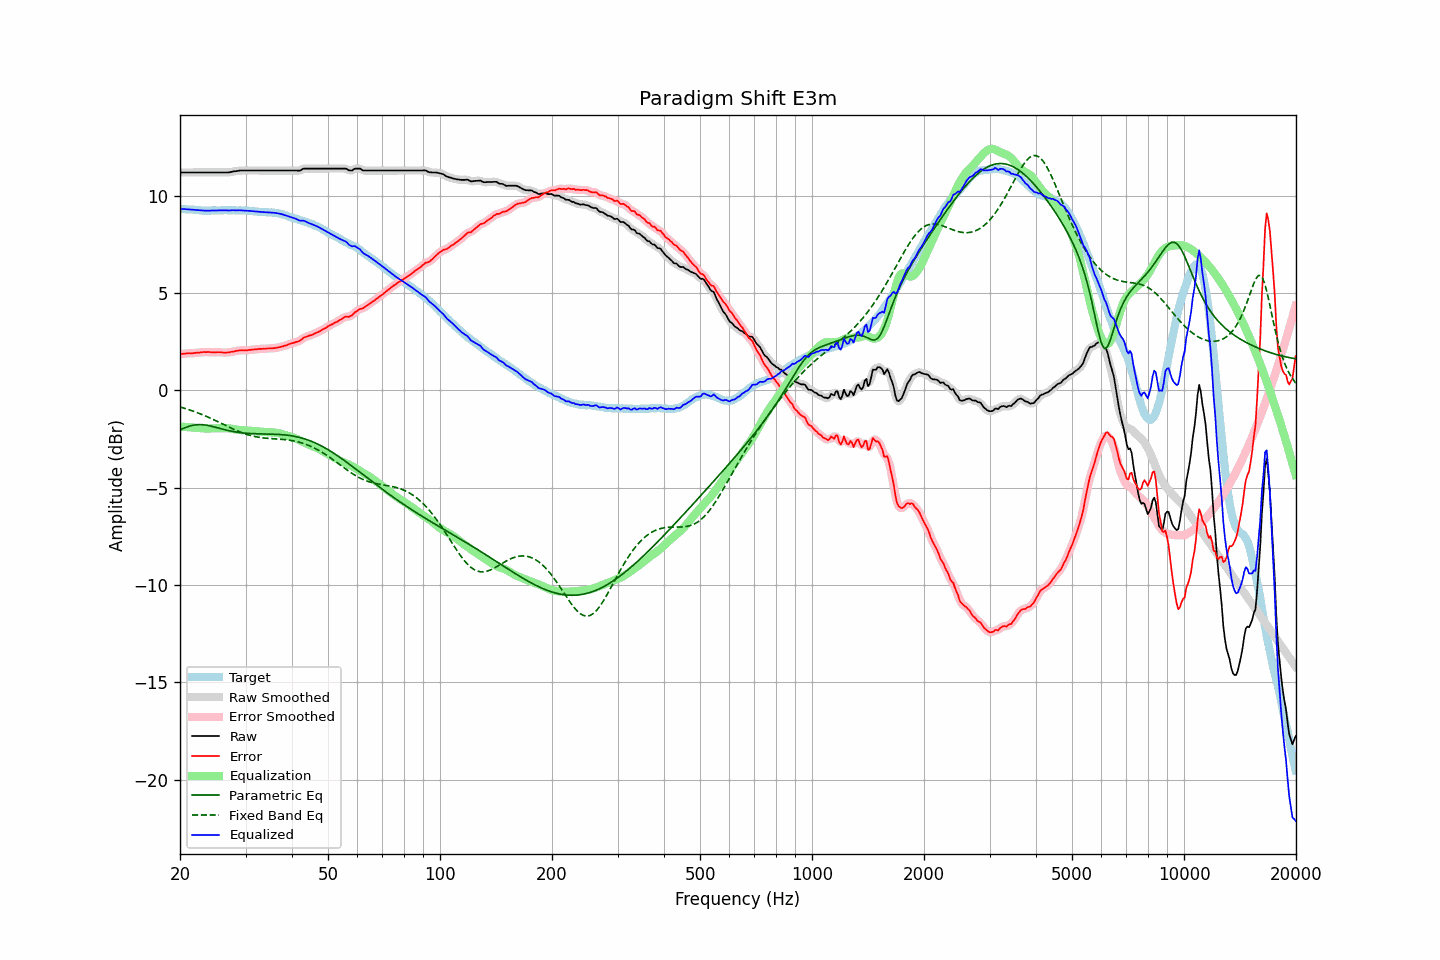 Paradigm Shift E3m
Amplitude (dBr)
10
5
0
−5
−10
−15
−20
Target
Raw Smoothed
Error Smoothed
Raw
Error
Equalization
Parametric Eq
Fixed Band Eq
Equalized
20 50 100 200 500 1000 2000 5000 10000 20000
Frequency (Hz)